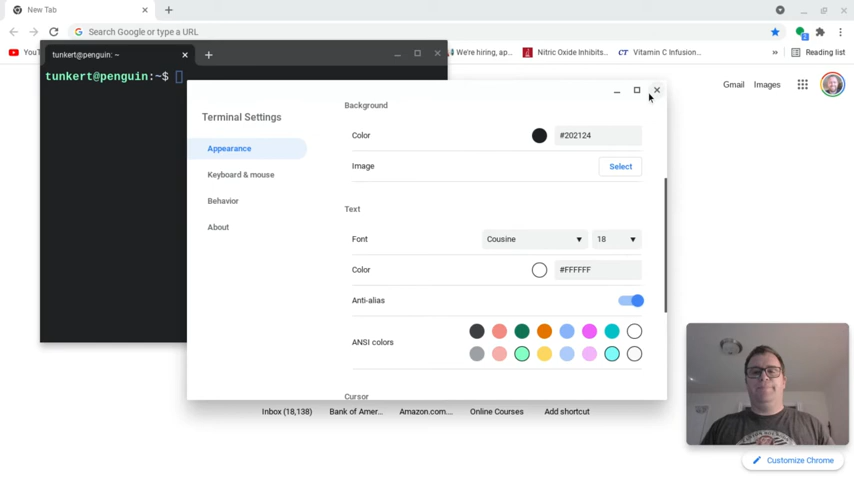 New Tab
Search Google or type a URL
YouT
We're hiring, ap...
Nitric Oxide Inhibits...
CT Vitamin C Infusion...
»
Reading list
tunkert@penguin: ~
tunkert@penguin:~$
Gmail Images
Terminal Settings
Appearance
Keyboard & mouse
Behavior
About
Background
Color #202124
Image Select
Text
Font Cousine 18
Color #FFFFFF
Anti-alias
ANSI colors
Cursor
Inbox (18,138) Bank of Amer... Amazon.com.... Online Courses Add shortcut
Customize Chrome